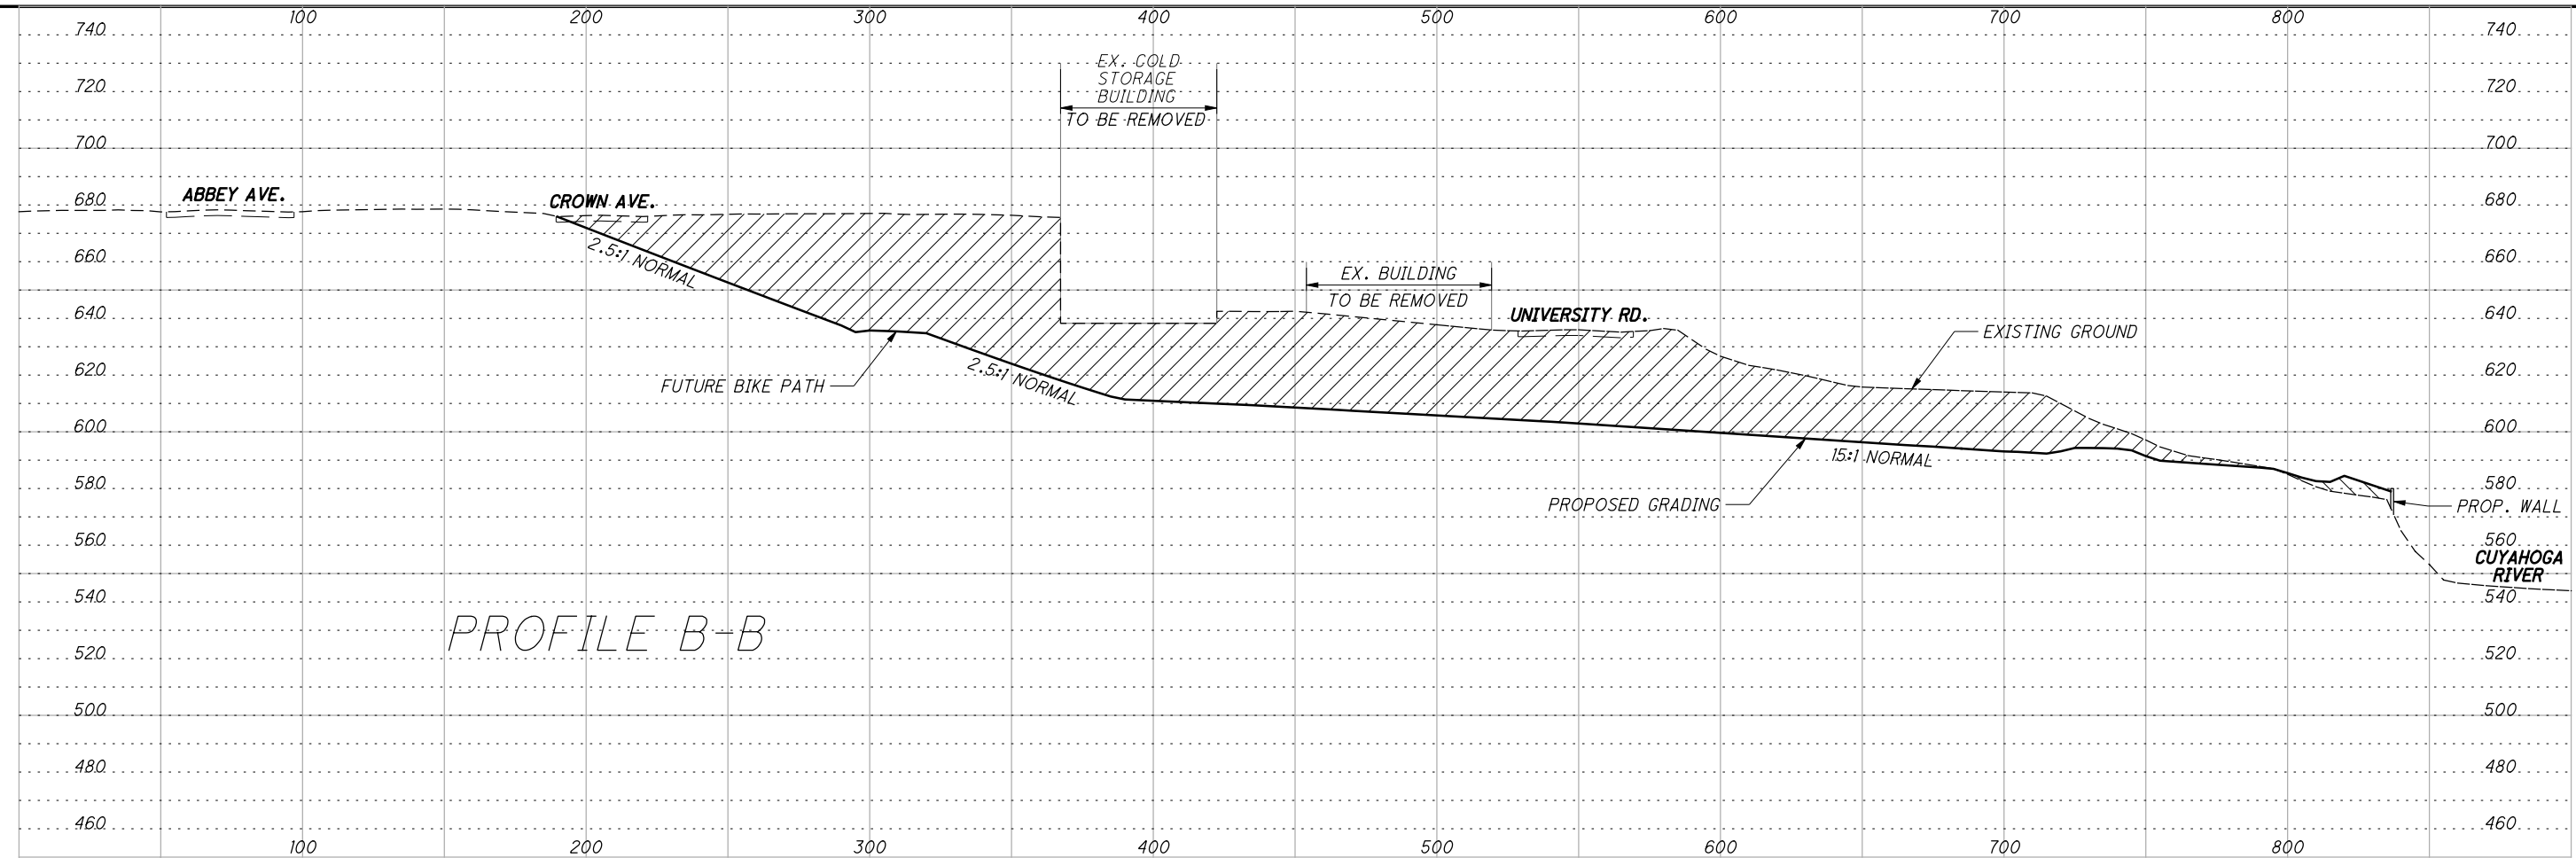 100 200 300 400 500 600 700 800
740 740
EX. COLD
STORAGE
BUILDING
TO BE REMOVED
720 720
700 700
ABBEY AVE.
CROWN AVE.
680 680
2.5:1 NORMAL
660 660
EX. BUILDING
TO BE REMOVED
UNIVERSITY RD.
640 640
EXISTING GROUND
FUTURE BIKE PATH
2.5:1 NORMAL
620 620
600 600
15:1 NORMAL
580 580
PROPOSED GRADING
PROP. WALL
560 560
CUYAHOGA
RIVER
540 540
PROFILE B-B
520 520
500 500
480 480
460 460
100 200 300 400 500 600 700 800